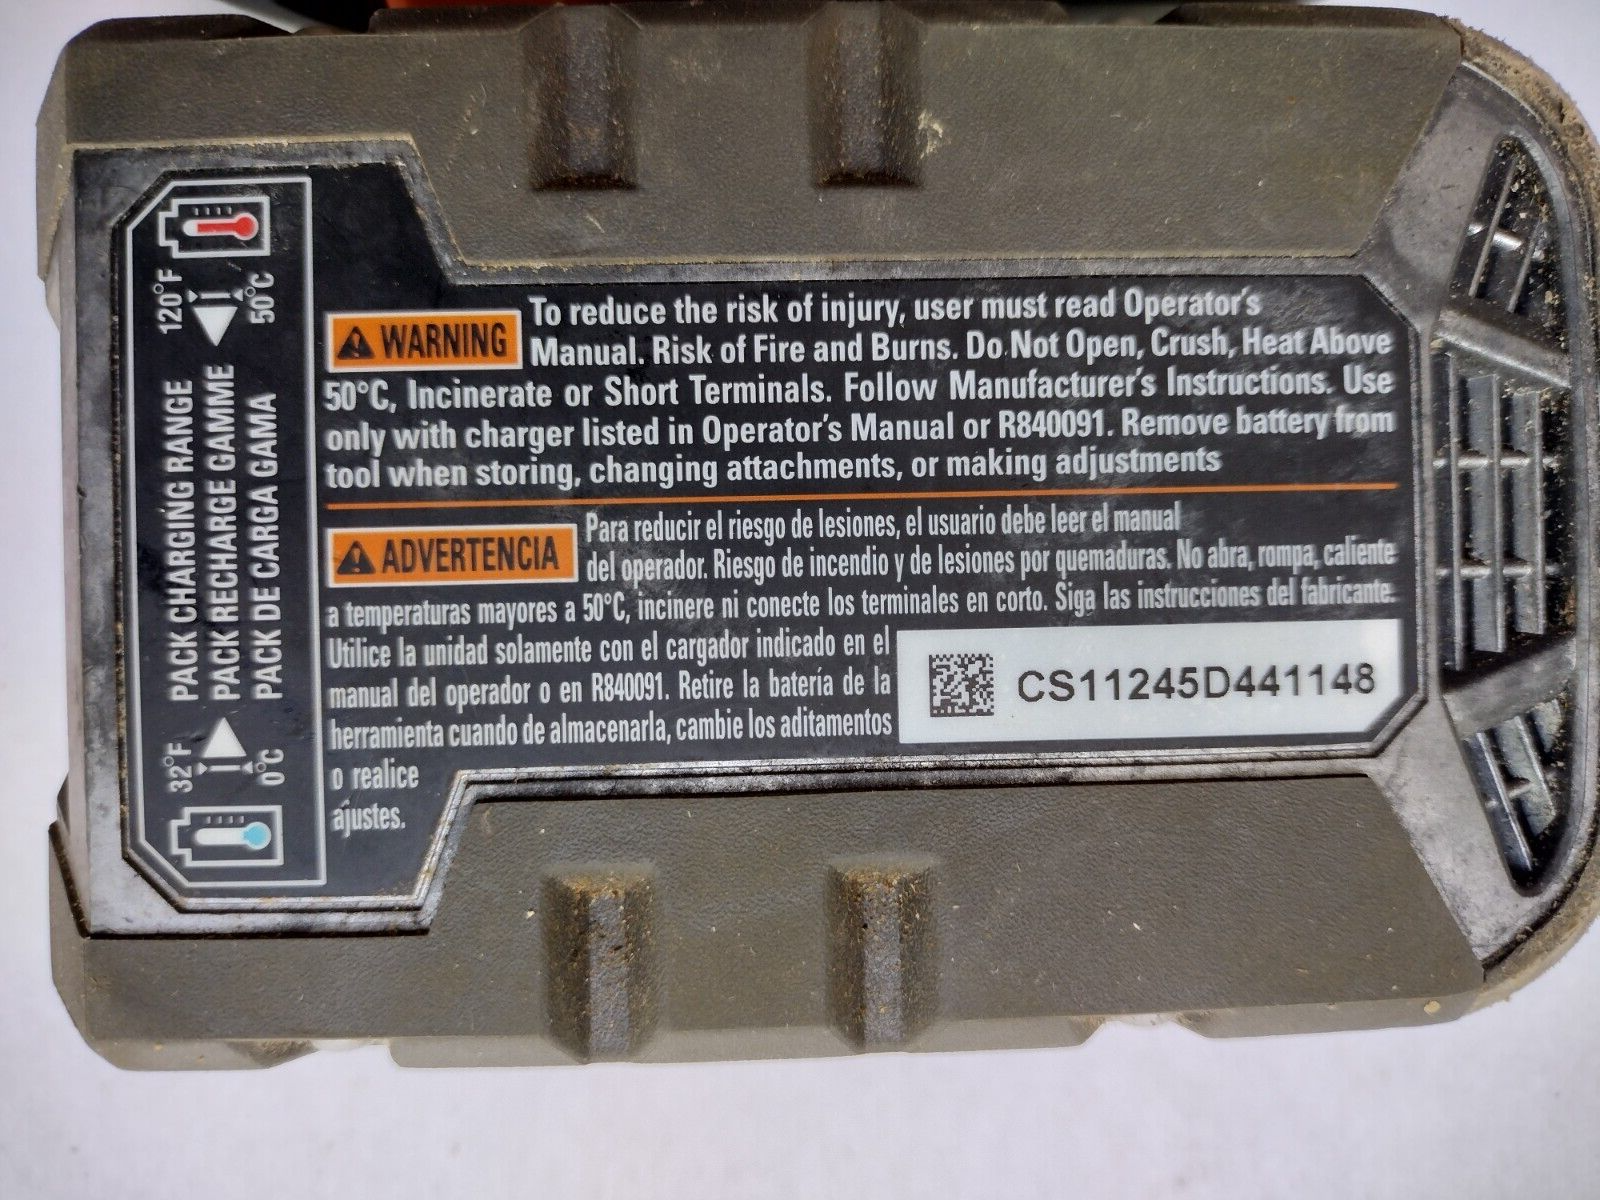 PACK CHARGING RANGE
PACK RECHARGE GAMME
PACK DE CARGA GAMA
32°F
0°C
120°F
50°C
WARNING To reduce the risk of injury, user must read Operator's
Manual. Risk of Fire and Burns. Do Not Open, Crush, Heat Above
50°C, Incinerate or Short Terminals. Follow Manufacturer's Instructions. Use
only with charger listed in Operator's Manual or R840091. Remove battery from
tool when storing, changing attachments, or making adjustments
ADVERTENCIA Para reducir el riesgo de lesiones, el usuario debe leer el manual
del operador. Riesgo de incendio y de lesiones por quemaduras. No abra, rompa, caliente
a temperaturas mayores a 50°C, incinere ni conecte los terminales en corto. Siga las instrucciones del fabricante.
Utilice la unidad solamente con el cargador indicado en el
manual del operador o en R840091. Retire la batería de la
herramienta cuando de almacenarla, cambie los aditamentos
o realice
ajustes.
CS11245D441148